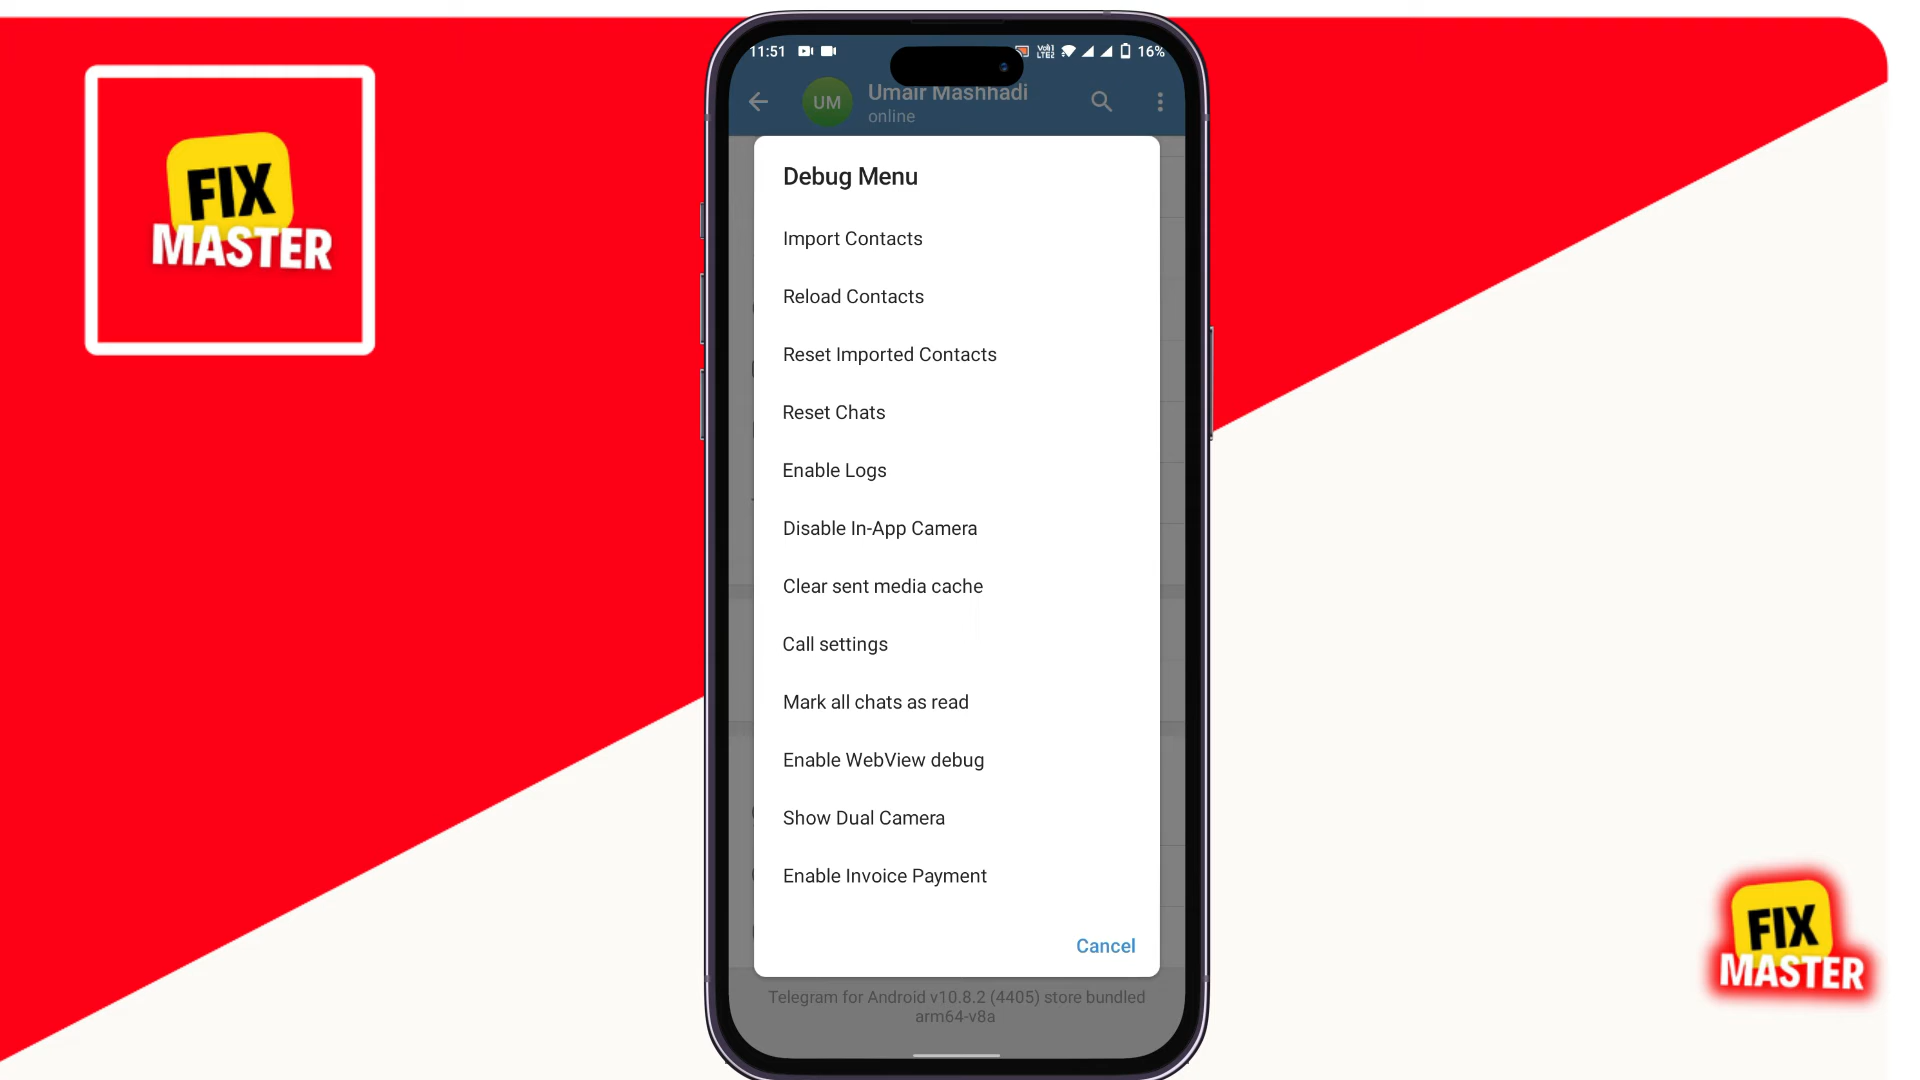 FIX
MASTER
11:51
Vo1)
LTE2
16%
UM
Umair Mashhadi
online
Debug Menu
Import Contacts
Reload Contacts
Reset Imported Contacts
Reset Chats
Enable Logs
Disable In-App Camera
Clear sent media cache
Call settings
Mark all chats as read
Enable WebView debug
Show Dual Camera
Enable Invoice Payment
Cancel
Telegram for Android v10.8.2 (4405) store bundled
arm64-v8a
FIX
MASTER